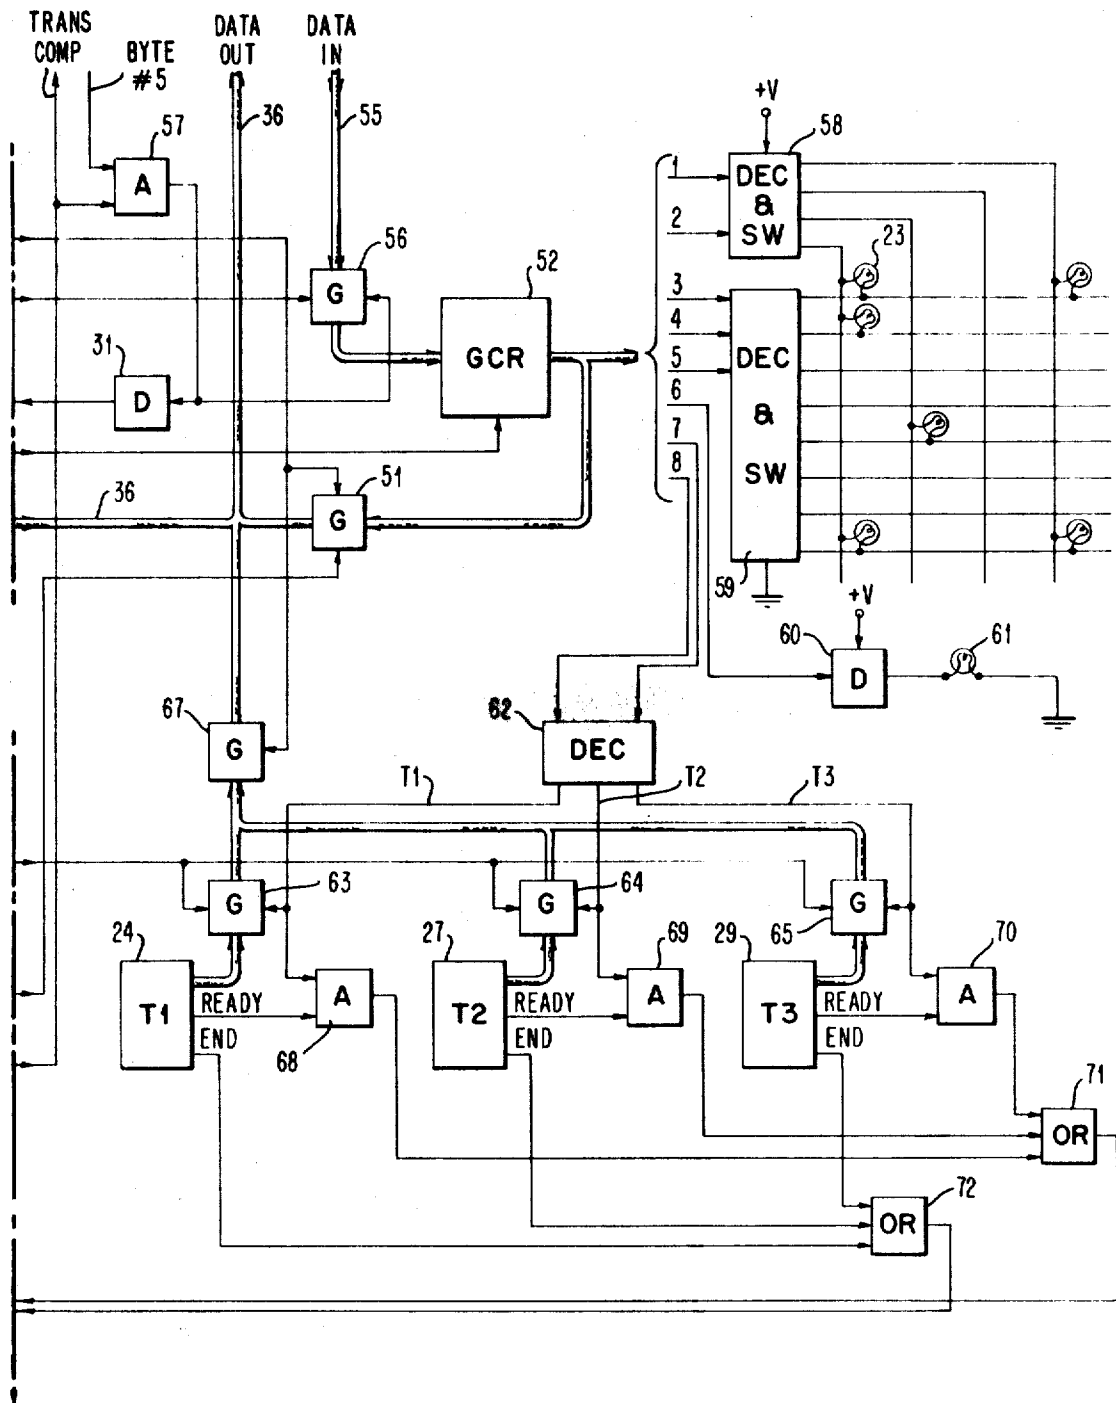 TRANS
COMP
BYTE
#5
DATA
OUT
DATA
IN
36
55
57
A
+V
58
DEC
&
SW
1
2
3
4
5
6
7
8
23
56
G
52
GCR
31
D
DEC
&
SW
59
36
51
G
+V
60
D
61
67
G
62
DEC
T1
T2
T3
G
63
G
64
G
65
24
T1
READY
END
A
68
27
T2
READY
END
69
A
29
T3
READY
END
70
A
71
OR
72
OR